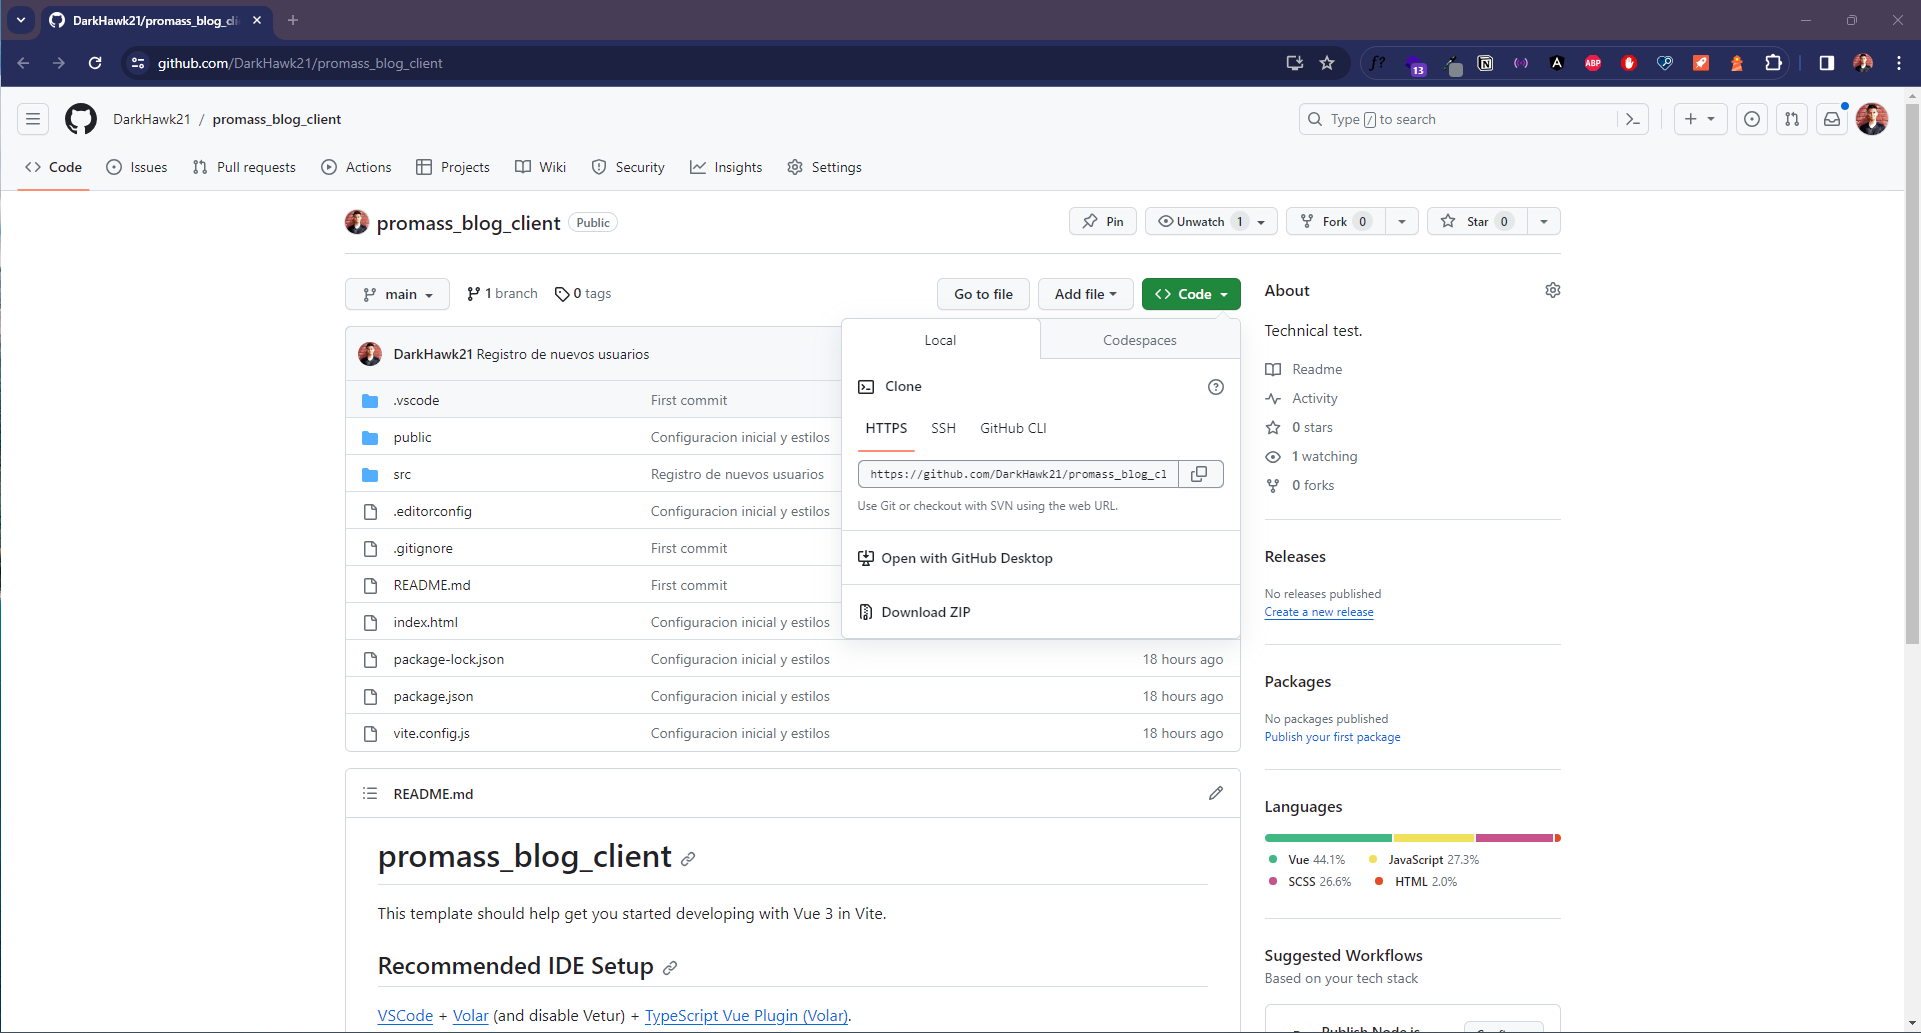 DarkHawk21/promass_blog_cli
github.com/DarkHawk21/promass_blog_client
13
ABP
DarkHawk21 / promass_blog_client
Type / to search
Code Issues Pull requests Actions Projects Wiki Security Insights Settings
promass_blog_client Public
Pin Unwatch 1 Fork 0 Star 0
main 1 branch 0 tags Go to file Add file <> Code
DarkHawk21 Registro de nuevos usuarios
.vscode First commit
public Configuracion inicial y estilos
src Registro de nuevos usuarios
.editorconfig Configuracion inicial y estilos
.gitignore First commit
README.md First commit
index.html Configuracion inicial y estilos
package-lock.json Configuracion inicial y estilos 18 hours ago
package.json Configuracion inicial y estilos 18 hours ago
vite.config.js Configuracion inicial y estilos 18 hours ago
Local Codespaces
Clone
HTTPS SSH GitHub CLI
https://github.com/DarkHawk21/promass_blog_cl
Use Git or checkout with SVN using the web URL.
Open with GitHub Desktop
Download ZIP
README.md
promass_blog_client
This template should help get you started developing with Vue 3 in Vite.
Recommended IDE Setup
VSCode + Volar (and disable Vetur) + TypeScript Vue Plugin (Volar).
About
Technical test.
Readme
Activity
0 stars
1 watching
0 forks
Releases
No releases published
Create a new release
Packages
No packages published
Publish your first package
Languages
Vue 44.1% JavaScript 27.3%
SCSS 26.6% HTML 2.0%
Suggested Workflows
Based on your tech stack
Publish Node.js